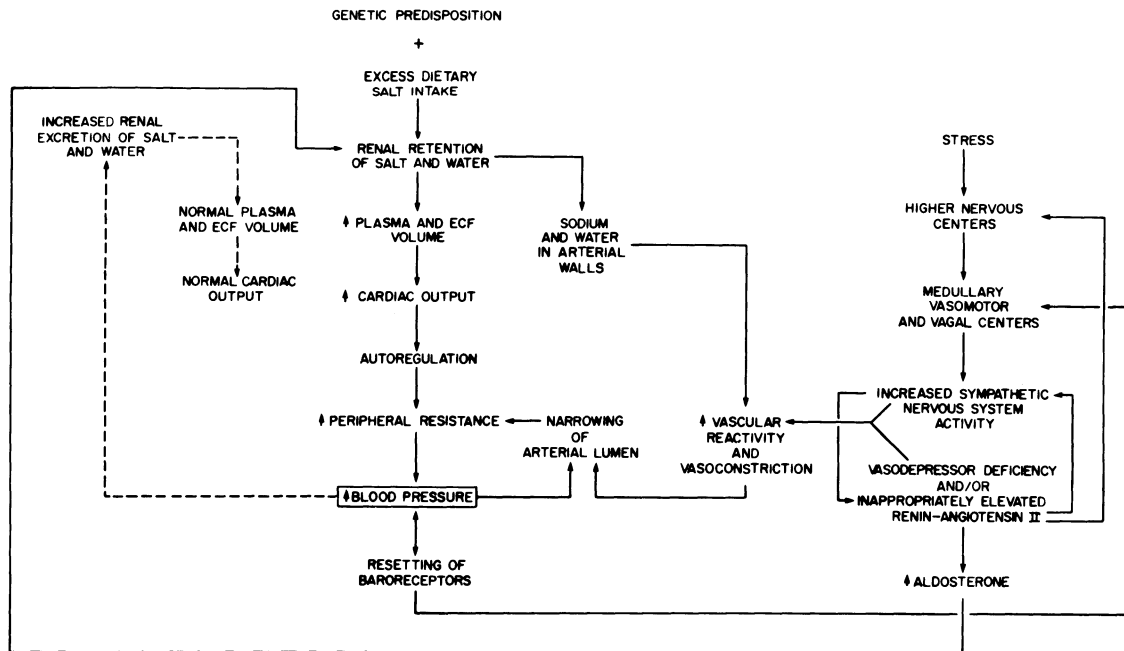 GENETIC PREDISPOSITION
+
EXCESS DIETARY
SALT INTAKE
INCREASED RENAL
EXCRETION OF SALT
AND WATER
RENAL RETENTION
OF SALT AND WATER
STRESS
NORMAL PLASMA
AND ECF VOLUME
PLASMA AND ECF
VOLUME
SODIUM
AND WATER
IN ARTERIAL
WALLS
HIGHER NERVOUS
CENTERS
NORMAL CARDIAC
OUTPUT
CARDIAC OUTPUT
MEDULLARY
VASOMOTOR
AND VAGAL CENTERS
AUTOREGULATION
PERIPHERAL RESISTANCE
NARROWING
OF
ARTERIAL LUMEN
VASCULAR
REACTIVITY
AND
VASOCONSTRICTION
INCREASED SYMPATHETIC
NERVOUS SYSTEM
ACTIVITY
VASODEPRESSOR DEFICIENCY
AND/OR
INAPPROPRIATELY ELEVATED
RENIN-ANGIOTENSIN II
BLOOD PRESSURE
RESETTING OF
BARORECEPTORS
ALDOSTERONE